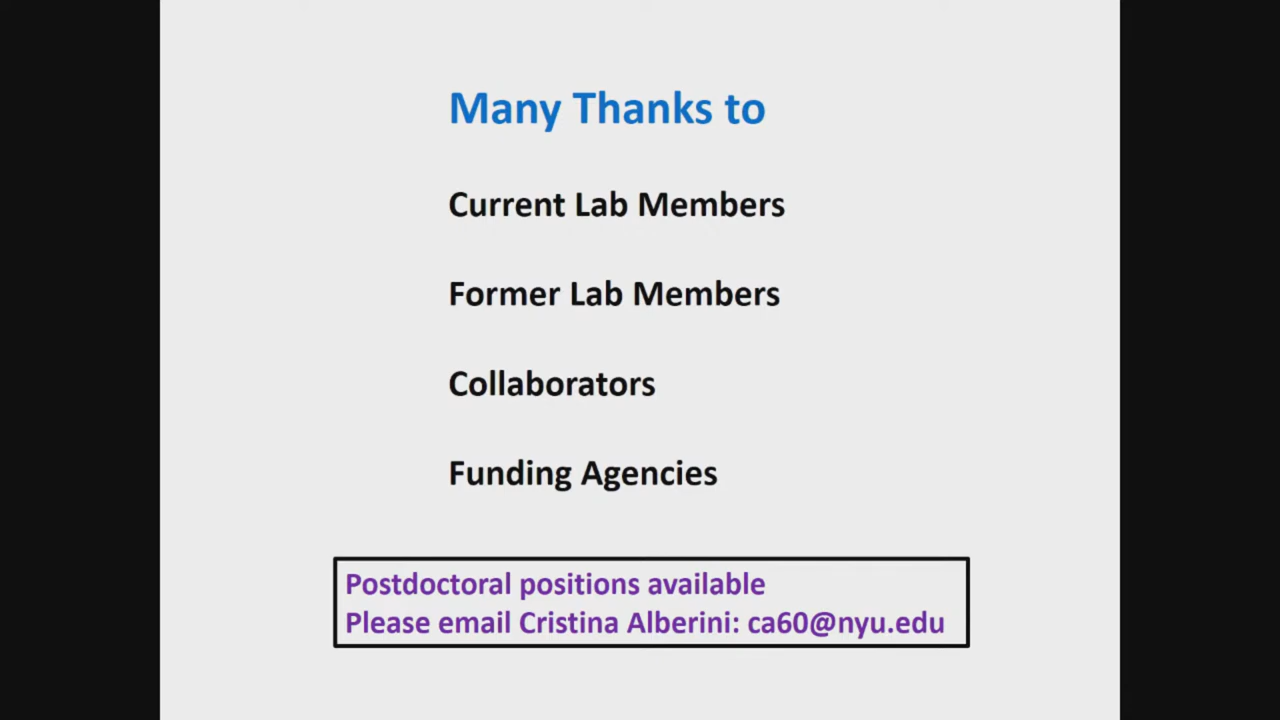 Many Thanks to
Current Lab Members
Former Lab Members
Collaborators
Funding Agencies
Postdoctoral positions available
Please email Cristina Alberini: ca60@nyu.edu